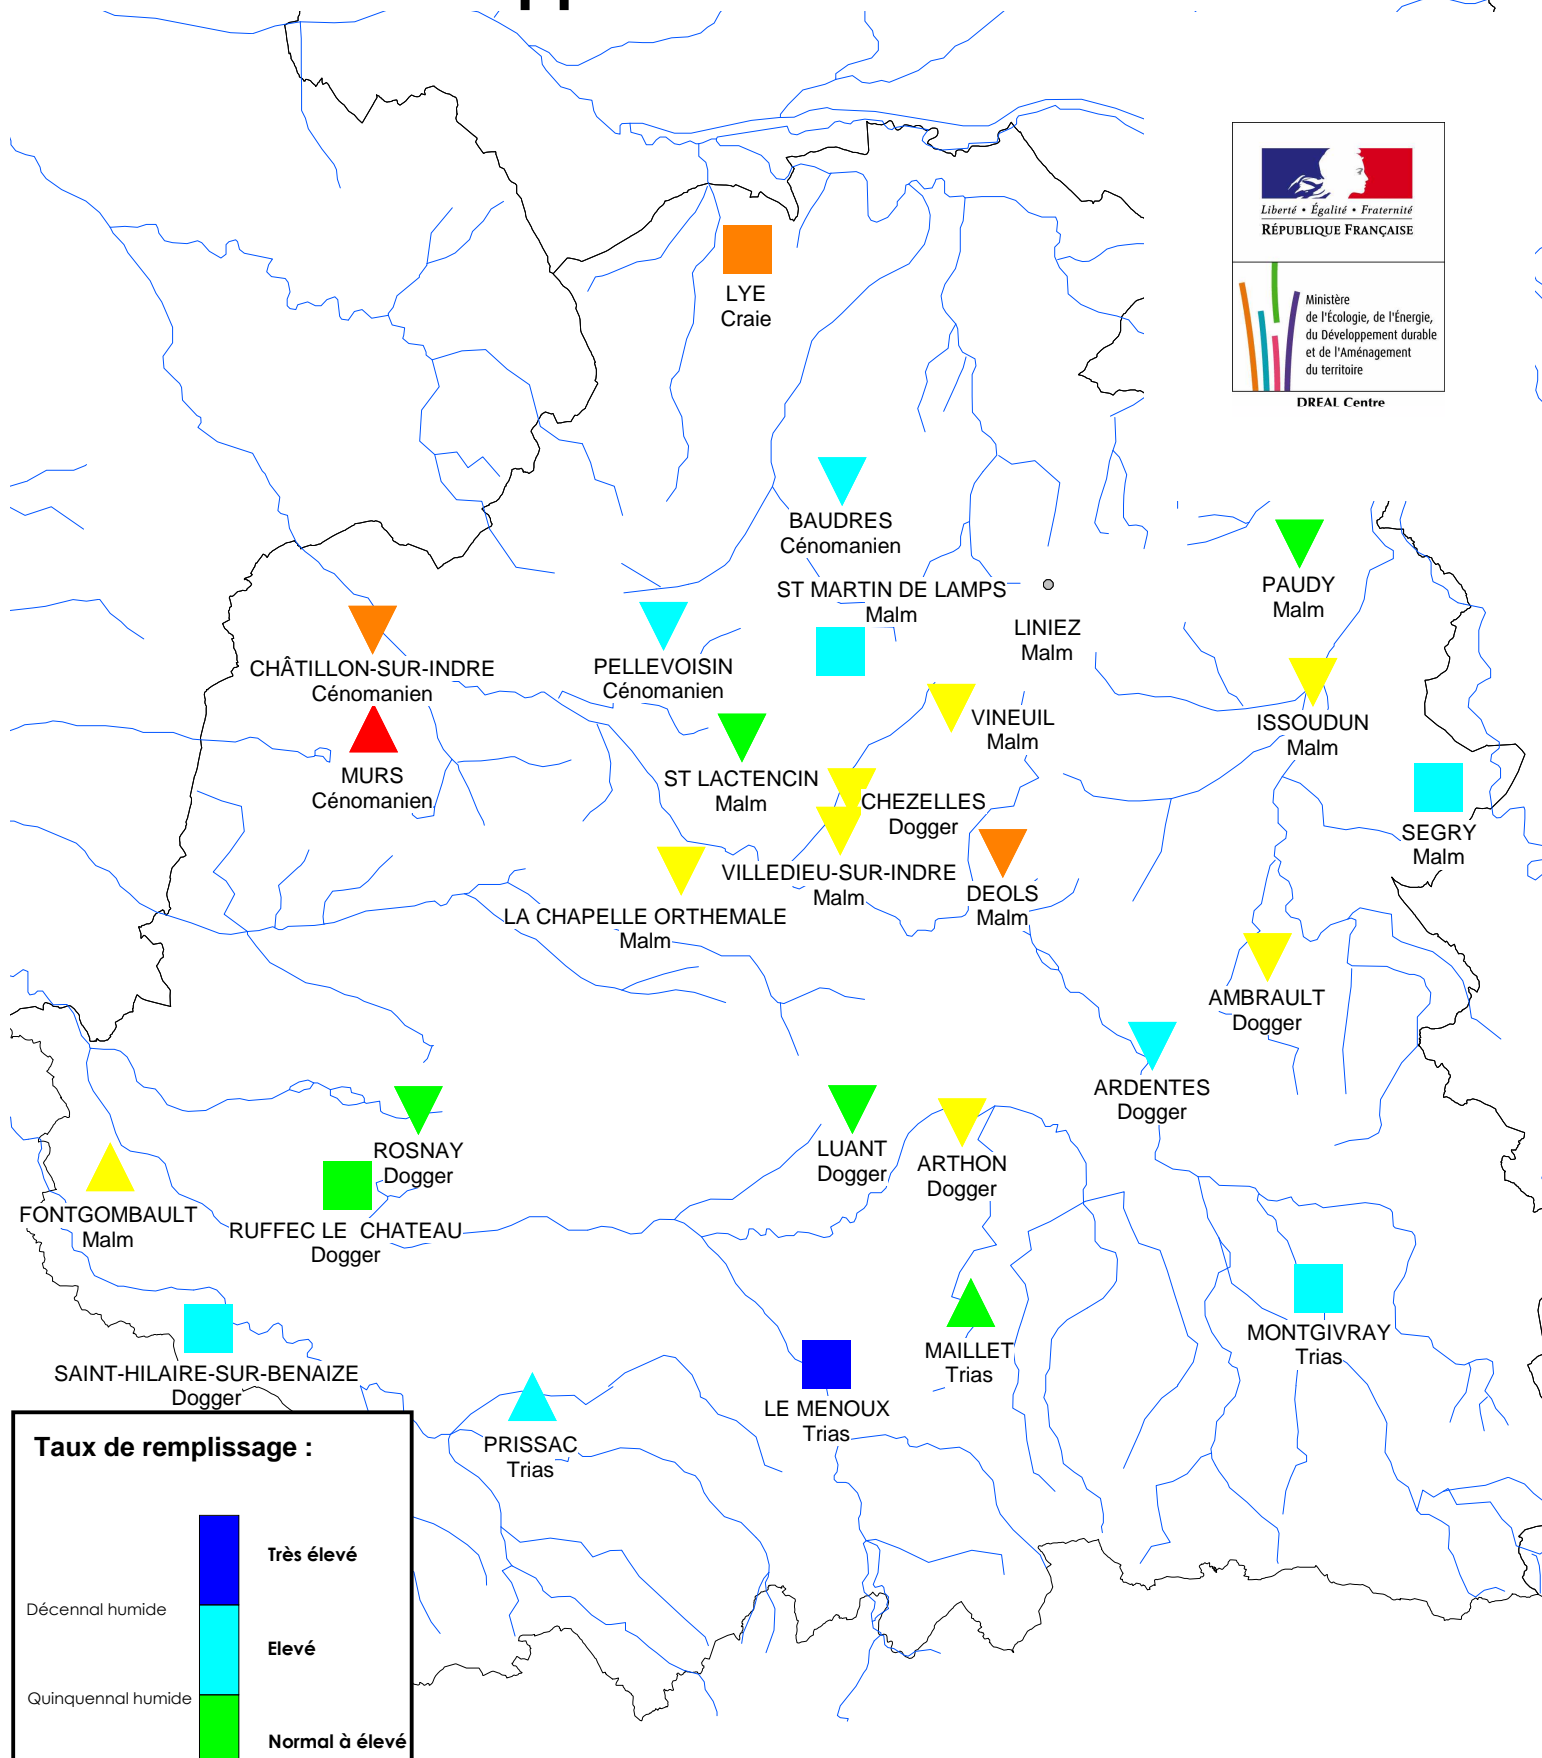 Liberté • Égalité • Fraternité
RÉPUBLIQUE FRANÇAISE
Ministère
de l'Écologie, de l'Énergie,
du Développement durable
et de l'Aménagement
du territoire
DREAL Centre
LYE
Craie
BAUDRES
Cénomanien
ST MARTIN DE LAMPS
Malm
LINIEZ
Malm
PAUDY
Malm
CHÂTILLON-SUR-INDRE
Cénomanien
PELLEVOISIN
Cénomanien
VINEUIL
Malm
ISSOUDUN
Malm
MURS
Cénomanien
ST LACTENCIN
Malm
CHEZELLES
Dogger
SEGRY
Malm
VILLEDIEU-SUR-INDRE
Malm
DEOLS
Malm
LA CHAPELLE ORTHEMALE
Malm
AMBRAULT
Dogger
ARDENTES
Dogger
ROSNAY
Dogger
LUANT
Dogger
ARTHON
Dogger
FONTGOMBAULT
Malm
RUFFEC LE  CHATEAU
Dogger
MONTGIVRAY
Trias
MAILLET
Trias
SAINT-HILAIRE-SUR-BENAIZE
Dogger
LE MENOUX
Trias
PRISSAC
Trias
Taux de remplissage :
Très élevé
Décennal humide
Elevé
Quinquennal humide
Normal à élevé